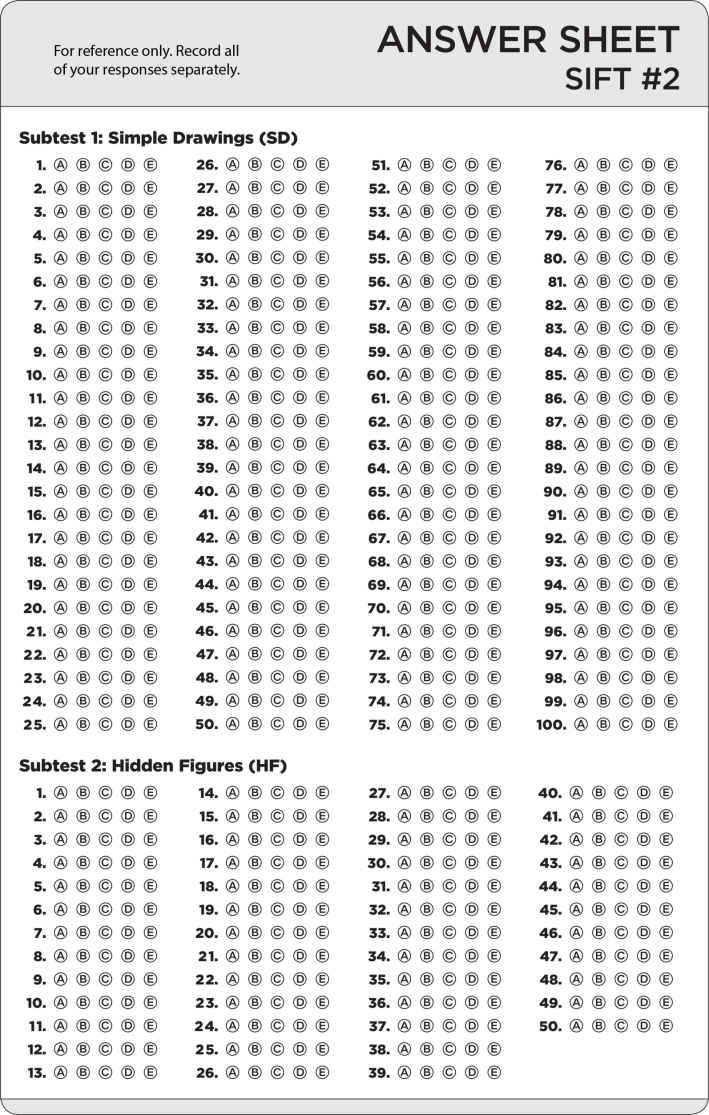 For reference only. Record all
of your responses separately.
ANSWER SHEET
SIFT #2
Subtest 1: Simple Drawings (SD)
1. A B C D E 26. A B C D E 51. A B C D E 76. A B C D E
2. A B C D E 27. A B C D E 52. A B C D E 77. A B C D E
3. A B C D E 28. A B C D E 53. A B C D E 78. A B C D E
4. A B C D E 29. A B C D E 54. A B C D E 79. A B C D E
5. A B C D E 30. A B C D E 55. A B C D E 80. A B C D E
6. A B C D E 31. A B C D E 56. A B C D E 81. A B C D E
7. A B C D E 32. A B C D E 57. A B C D E 82. A B C D E
8. A B C D E 33. A B C D E 58. A B C D E 83. A B C D E
9. A B C D E 34. A B C D E 59. A B C D E 84. A B C D E
10. A B C D E 35. A B C D E 60. A B C D E 85. A B C D E
11. A B C D E 36. A B C D E 61. A B C D E 86. A B C D E
12. A B C D E 37. A B C D E 62. A B C D E 87. A B C D E
13. A B C D E 38. A B C D E 63. A B C D E 88. A B C D E
14. A B C D E 39. A B C D E 64. A B C D E 89. A B C D E
15. A B C D E 40. A B C D E 65. A B C D E 90. A B C D E
16. A B C D E 41. A B C D E 66. A B C D E 91. A B C D E
17. A B C D E 42. A B C D E 67. A B C D E 92. A B C D E
18. A B C D E 43. A B C D E 68. A B C D E 93. A B C D E
19. A B C D E 44. A B C D E 69. A B C D E 94. A B C D E
20. A B C D E 45. A B C D E 70. A B C D E 95. A B C D E
21. A B C D E 46. A B C D E 71. A B C D E 96. A B C D E
22. A B C D E 47. A B C D E 72. A B C D E 97. A B C D E
23. A B C D E 48. A B C D E 73. A B C D E 98. A B C D E
24. A B C D E 49. A B C D E 74. A B C D E 99. A B C D E
25. A B C D E 50. A B C D E 75. A B C D E 100. A B C D E
Subtest 2: Hidden Figures (HF)
1. A B C D E 14. A B C D E 27. A B C D E 40. A B C D E
2. A B C D E 15. A B C D E 28. A B C D E 41. A B C D E
3. A B C D E 16. A B C D E 29. A B C D E 42. A B C D E
4. A B C D E 17. A B C D E 30. A B C D E 43. A B C D E
5. A B C D E 18. A B C D E 31. A B C D E 44. A B C D E
6. A B C D E 19. A B C D E 32. A B C D E 45. A B C D E
7. A B C D E 20. A B C D E 33. A B C D E 46. A B C D E
8. A B C D E 21. A B C D E 34. A B C D E 47. A B C D E
9. A B C D E 22. A B C D E 35. A B C D E 48. A B C D E
10. A B C D E 23. A B C D E 36. A B C D E 49. A B C D E
11. A B C D E 24. A B C D E 37. A B C D E 50. A B C D E
12. A B C D E 25. A B C D E 38. A B C D E
13. A B C D E 26. A B C D E 39. A B C D E